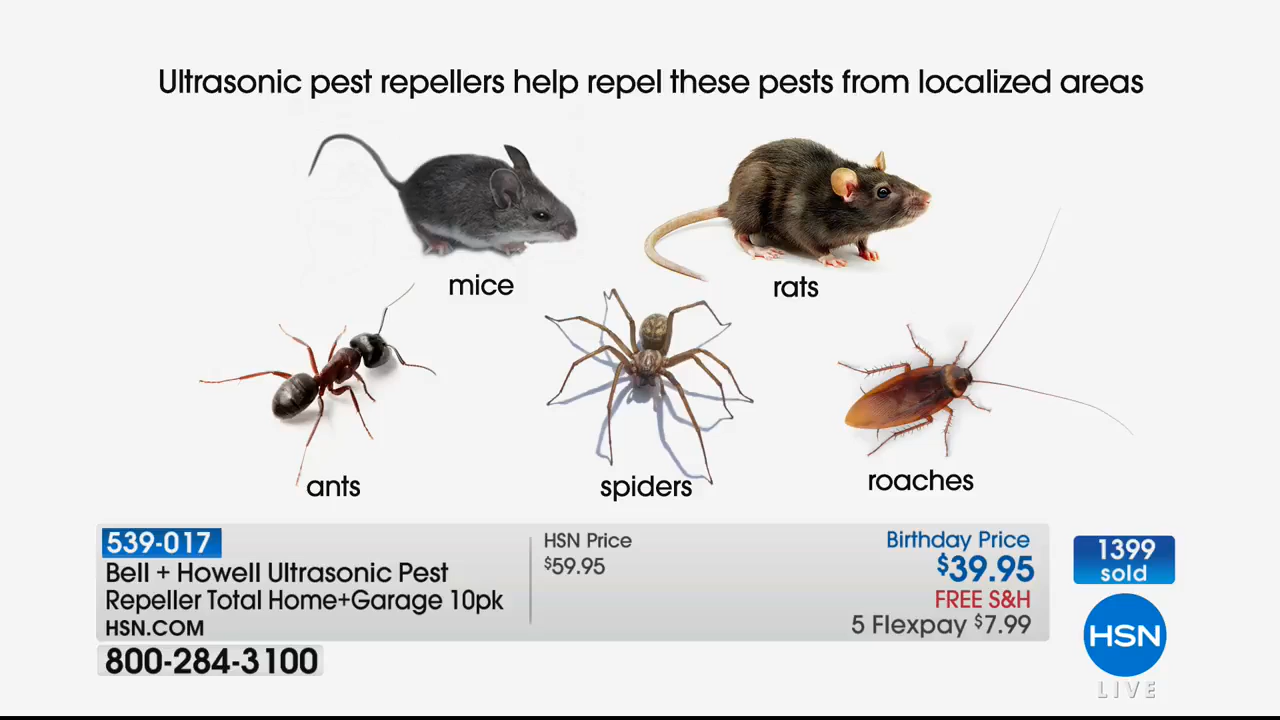 Ultrasonic pest repellers help repel these pests from localized areas
mice
rats
ants
spiders
roaches
539-017
Bell + Howell Ultrasonic Pest
Repeller Total Home+Garage 10pk
HSN.COM
800-284-3100
HSN Price
$59.95
Birthday Price
$39.95
FREE S&H
5 Flexpay $7.99
1399
sold
HSN
LIVE